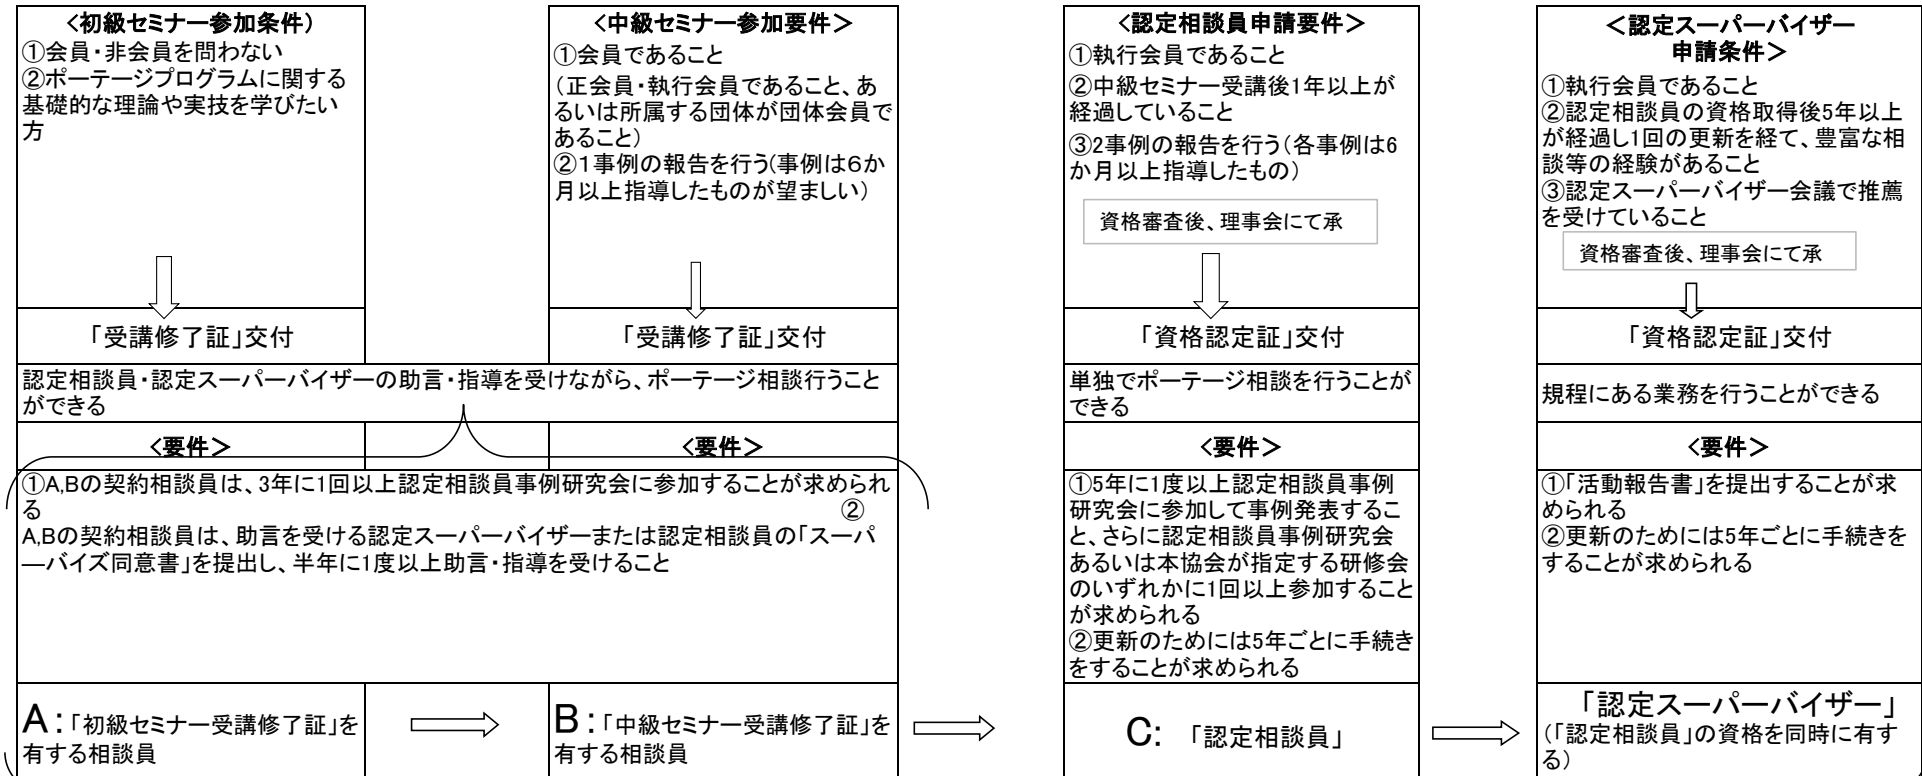 <初級セミナー参加条件）
①会員・非会員を問わない
②ポーテージプログラムに関する
基礎的な理論や実技を学びたい
方
「受講修了証」交付
<中級セミナー参加要件＞
①会員であること
（正会員・執行会員であること、あ
るいは所属する団体が団体会員で
あること）
②１事例の報告を行う（事例は６か
月以上指導したものが望ましい）
「受講修了証」交付
<認定相談員申請要件＞
①執行会員であること
②中級セミナー受講後1年以上が
経過していること
③2事例の報告を行う（各事例は6
か月以上指導したもの）
資格審査後、理事会にて承
「資格認定証」交付
＜認定スーパーバイザー
申請条件＞
①執行会員であること
②認定相談員の資格取得後5年以上
が経過し1回の更新を経て、豊富な相
談等の経験があること
③認定スーパーバイザー会議で推薦
を受けていること
資格審査後、理事会にて承
「資格認定証」交付
認定相談員・認定スーパーバイザーの助言・指導を受けながら、ポーテージ相談行うこと
ができる
単独でポーテージ相談を行うことが
できる
規程にある業務を行うことができる
<要件＞
<要件＞
<要件＞
<要件＞
①A,Bの契約相談員は、3年に1回以上認定相談員事例研究会に参加することが求められ
る ②
A,Bの契約相談員は、助言を受ける認定スーパーバイザーまたは認定相談員の「スーパ
―バイズ同意書」を提出し、半年に1度以上助言・指導を受けること
①5年に1度以上認定相談員事例
研究会に参加して事例発表するこ
と、さらに認定相談員事例研究会
あるいは本協会が指定する研修会
のいずれかに1回以上参加すること
が求められる
②更新のためには5年ごとに手続き
をすることが求められる
①「活動報告書」を提出することが求
められる
②更新のためには5年ごとに手続きを
することが求められる
A：「初級セミナー受講修了証」を
有する相談員
B：「中級セミナー受講修了証」を
有する相談員
C: 「認定相談員」
「認定スーパーバイザー」
（「認定相談員」の資格を同時に有す
る）